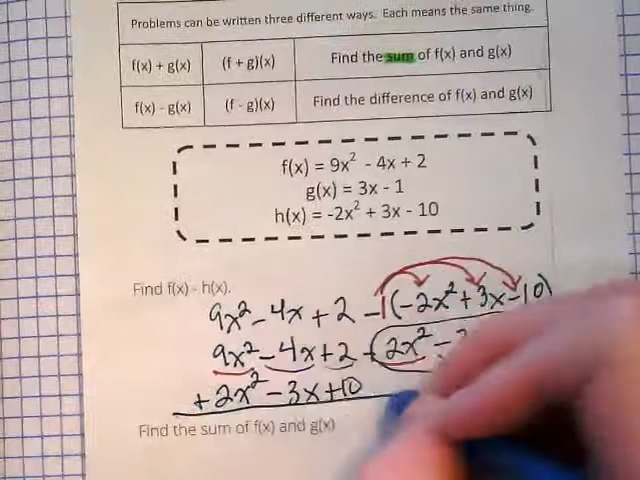 Problems can be written three different ways. Each means the same thing.
f(x) + g(x) (f + g)(x) Find the sum of f(x) and g(x)
f(x) - g(x) (f - g)(x) Find the difference of f(x) and g(x)
f(x) = 9x² - 4x + 2
g(x) = 3x - 1
h(x) = -2x² + 3x - 10
Find f(x) - h(x).
9x² - 4x + 2 - 1(-2x² + 3x - 10)
9x² - 4x + 2 + (2x² - 3
+ 2x² - 3x + 10
Find the sum of f(x) and g(x)